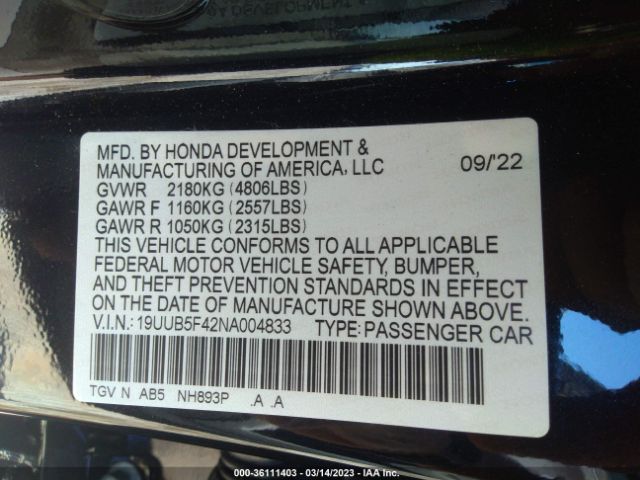 MFD. BY HONDA DEVELOPMENT &
MANUFACTURING OF AMERICA, LLC 09/'22
GVWR 2180KG (4806LBS)
GAWR F 1160KG (2557LBS)
GAWR R 1050KG (2315LBS)
THIS VEHICLE CONFORMS TO ALL APPLICABLE
FEDERAL MOTOR VEHICLE SAFETY, BUMPER,
AND THEFT PREVENTION STANDARDS IN EFFECT
ON THE DATE OF MANUFACTURE SHOWN ABOVE.
V.I.N.: 19UUB5F42NA004833 TYPE: PASSENGER CAR
TGV N AB5 NH893P .A .A
000-36111403 - 03/14/2023 - IAA Inc.